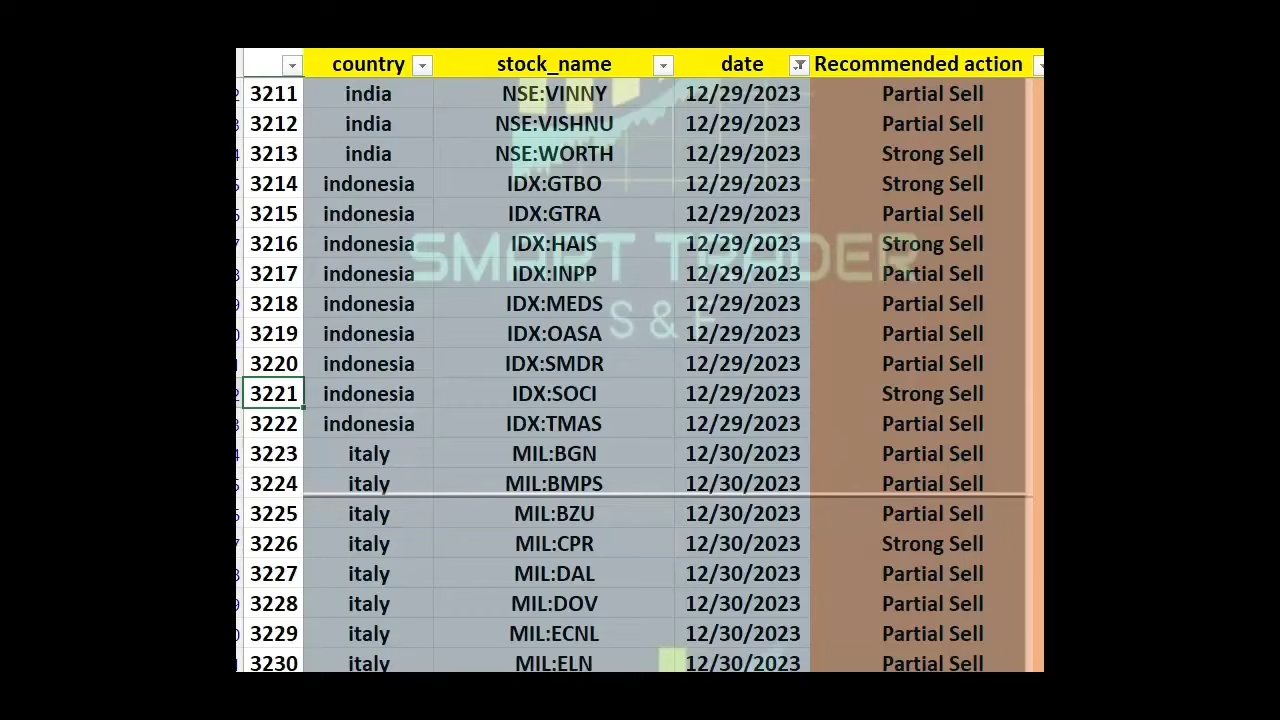 country stock_name date Recommended action
3211 india NSE:VINNY 12/29/2023 Partial Sell
3212 india NSE:VISHNU 12/29/2023 Partial Sell
3213 india NSE:WORTH 12/29/2023 Strong Sell
3214 indonesia IDX:GTBO 12/29/2023 Strong Sell
3215 indonesia IDX:GTRA 12/29/2023 Partial Sell
3216 indonesia IDX:HAIS 12/29/2023 Strong Sell
SMART TRADER
3217 indonesia IDX:INPP 12/29/2023 Partial Sell
3218 indonesia IDX:MEDS 12/29/2023 Partial Sell
S & F
3219 indonesia IDX:OASA 12/29/2023 Partial Sell
3220 indonesia IDX:SMDR 12/29/2023 Partial Sell
3221 indonesia IDX:SOCI 12/29/2023 Strong Sell
3222 indonesia IDX:TMAS 12/29/2023 Partial Sell
3223 italy MIL:BGN 12/30/2023 Partial Sell
3224 italy MIL:BMPS 12/30/2023 Partial Sell
3225 italy MIL:BZU 12/30/2023 Partial Sell
3226 italy MIL:CPR 12/30/2023 Strong Sell
3227 italy MIL:DAL 12/30/2023 Partial Sell
3228 italy MIL:DOV 12/30/2023 Partial Sell
3229 italy MIL:ECNL 12/30/2023 Partial Sell
3230 italy MIL:ELN 12/30/2023 Partial Sell